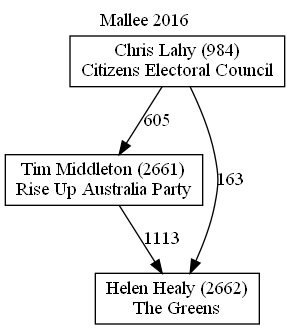 Mallee 2016
Chris Lahy (984)
Citizens Electoral Council
605
Tim Middleton (2661)
Rise Up Australia Party
163
1113
Helen Healy (2662)
The Greens